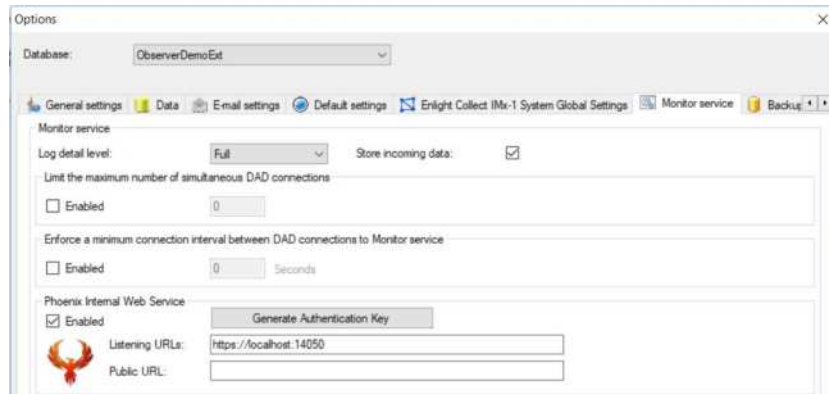 Options
Database: ObserverDemoExt
General settings Data E-mail settings Default settings Enlight Collect IMx-1 System Global Settings Monitor service Backup
Monitor service
Log detail level: Full Store incoming data:
Limit the maximum number of simultaneous DAD connections
Enabled 0
Enforce a minimum connection interval between DAD connections to Monitor service
Enabled 0 Seconds
Phoenix Internal Web Service
Enabled Generate Authentication Key
Listening URLs: https://localhost:14050
Public URL: